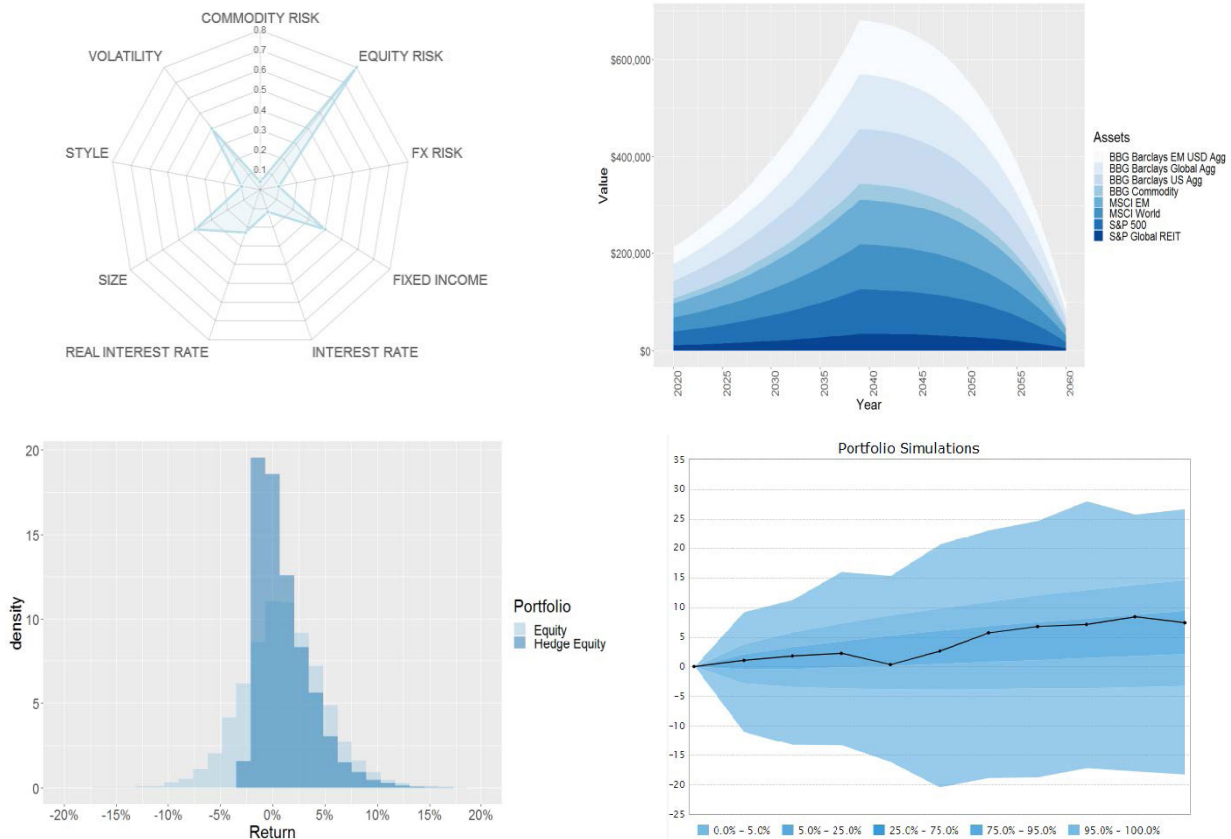 COMMODITY RISK
0.8
0.7
0.6
0.5
0.4
0.3
0.2
0.1
VOLATILITY
EQUITY RISK
STYLE
FX RISK
SIZE
FIXED INCOME
REAL INTEREST RATE
INTEREST RATE
$600,000
$400,000
$200,000
$0
Value
2020
2025
2030
2035
2040
2045
2050
2055
2060
Year
Assets
BBG Barclays EM USD Agg
BBG Barclays Global Agg
BBG Barclays US Agg
BBG Commodity
MSCI EM
MSCI World
S&P 500
S&P Global REIT
20
15
10
5
0
density
-20%
-15%
-10%
-5%
0%
5%
10%
15%
20%
Return
Portfolio
Equity
Hedge Equity
Portfolio Simulations
35
30
25
20
15
10
5
0
-5
-10
-15
-20
-25
0.0% - 5.0%
5.0% - 25.0%
25.0% - 75.0%
75.0% - 95.0%
95.0% - 100.0%